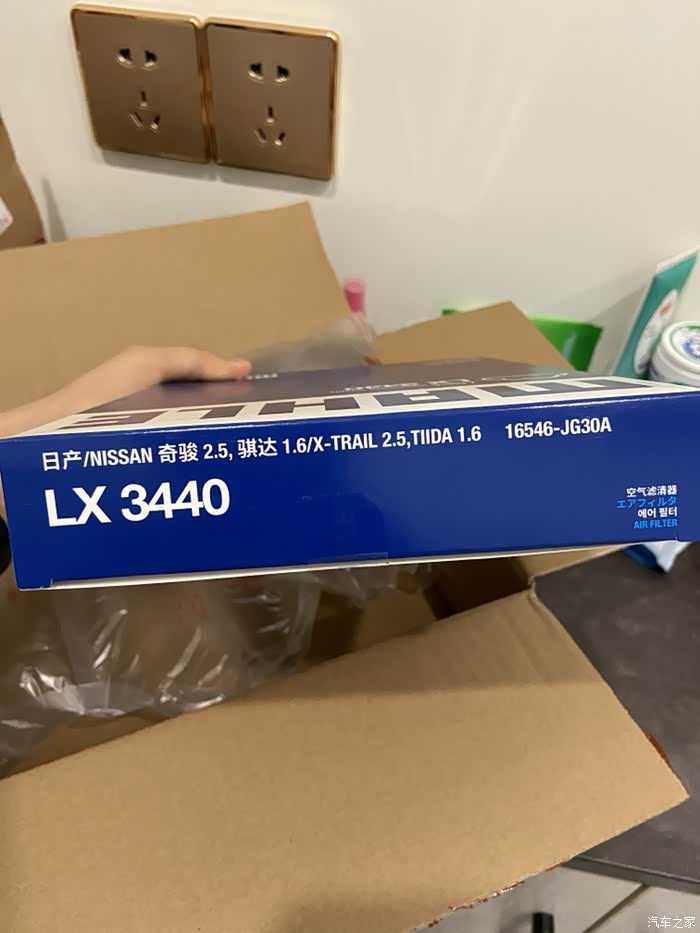 MAHLE
日产/NISSAN 奇骏 2.5, 骐达 1.6/X-TRAIL 2.5,TIIDA 1.6 16546-JG30A
LX 3440
空气滤清器
エアフィルタ
에어 필터
AIR FILTER
汽车之家